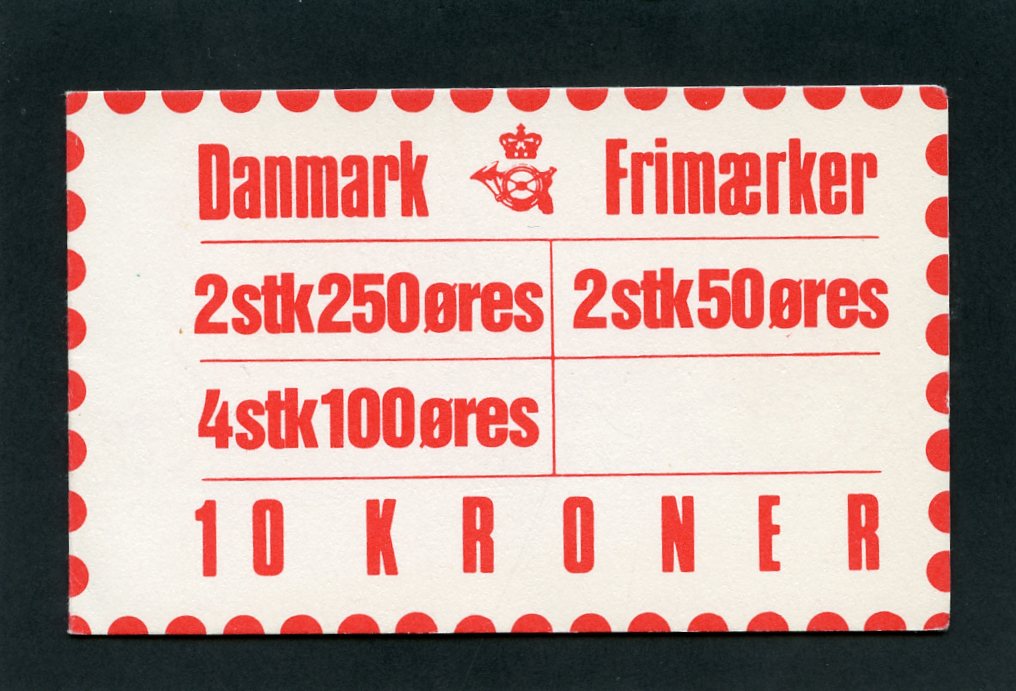 Danmark Frimærker
2stk250øres 2stk50øres
4stk100øres
10 KRONER